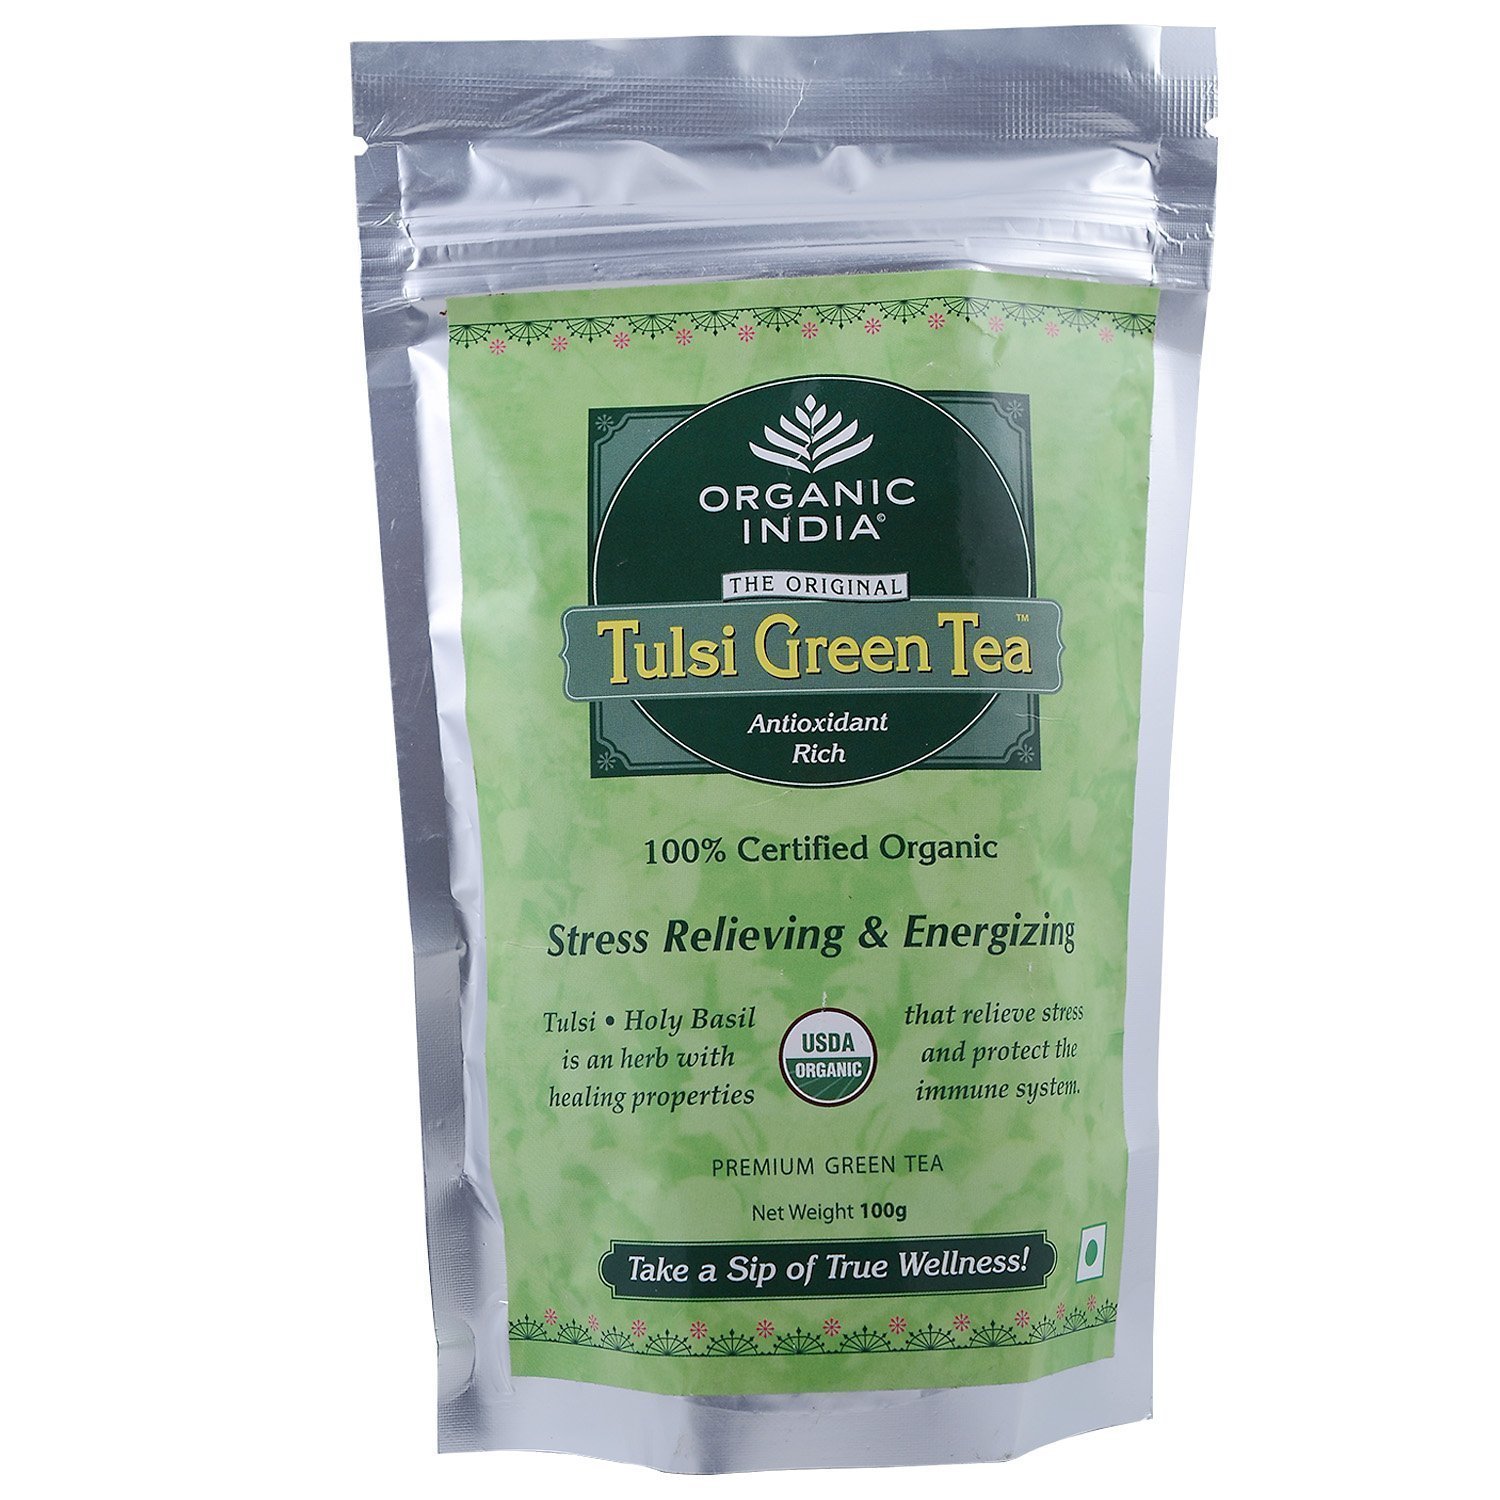 ORGANIC
INDIA©
THE ORIGINAL
Tulsi Green Tea™
Antioxidant
Rich
100% Certified Organic
Stress Relieving & Energizing
Tulsi • Holy Basil
is an herb with
healing properties
USDA
ORGANIC
that relieve stress
and protect the
immune system.
PREMIUM GREEN TEA
Net Weight 100g
Take a Sip of True Wellness!